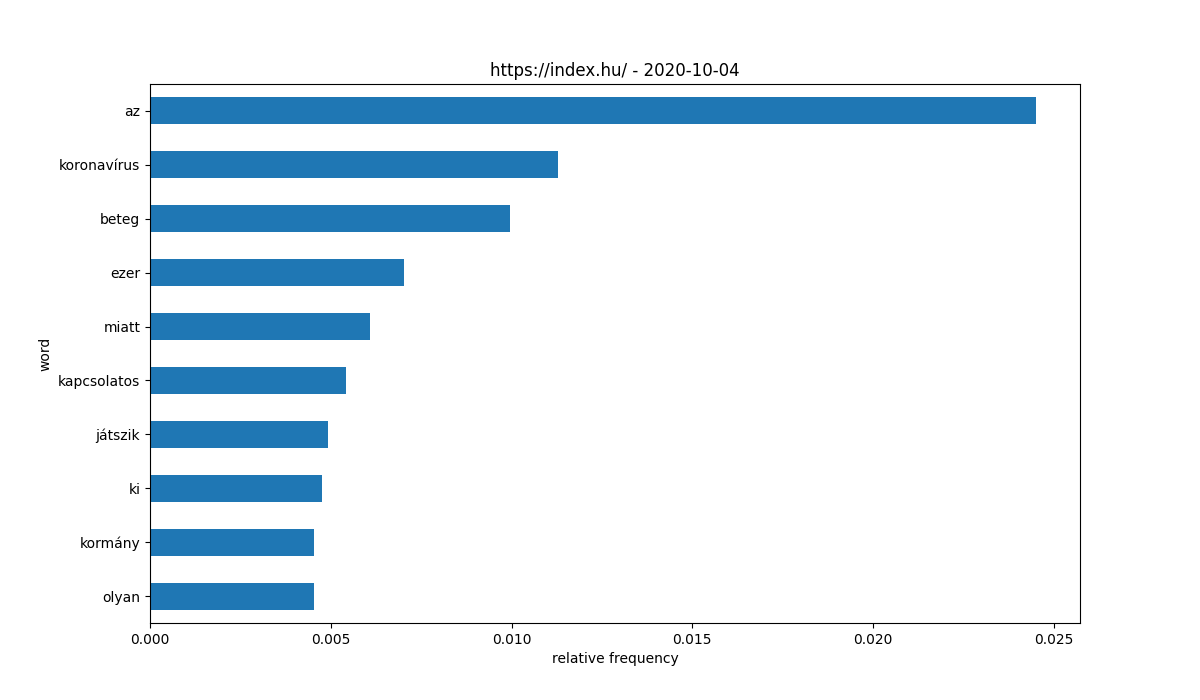 https://index.hu/ - 2020-10-04
az
koronavírus
beteg
ezer
miatt
kapcsolatos
játszik
ki
kormány
olyan
word
0.000 0.005 0.010 0.015 0.020 0.025
relative frequency